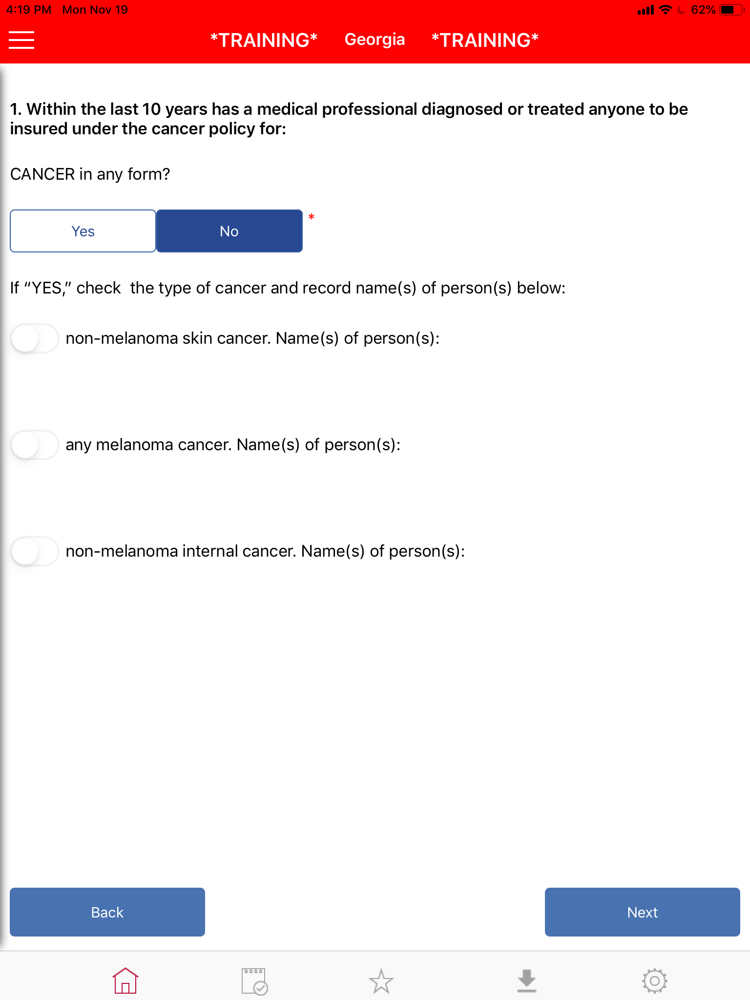 4:19 PM Mon Nov 19 62%
*TRAINING* Georgia *TRAINING*
1. Within the last 10 years has a medical professional diagnosed or treated anyone to be
insured under the cancer policy for:
CANCER in any form?
Yes No *
If “YES,” check  the type of cancer and record name(s) of person(s) below:
non-melanoma skin cancer. Name(s) of person(s):
any melanoma cancer. Name(s) of person(s):
non-melanoma internal cancer. Name(s) of person(s):
Back Next